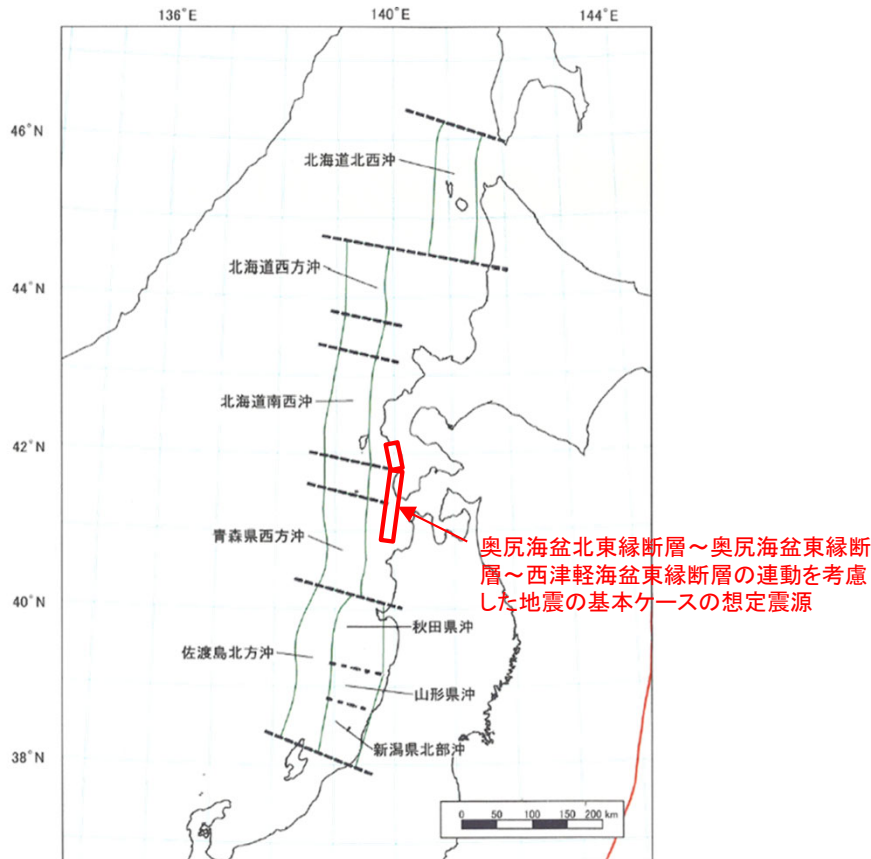 136°E
140°E
144°E
46°N
北海道北西沖
北海道西方沖
44°N
北海道南西沖
42°N
青森県西方沖
奥尻海盆北東縁断層～奥尻海盆東縁断
層～西津軽海盆東縁断層の連動を考慮
した地震の基本ケースの想定震源
40°N
秋田県沖
佐渡島北方沖
山形県沖
新潟県北部沖
38°N
0 50 100 150 200 km